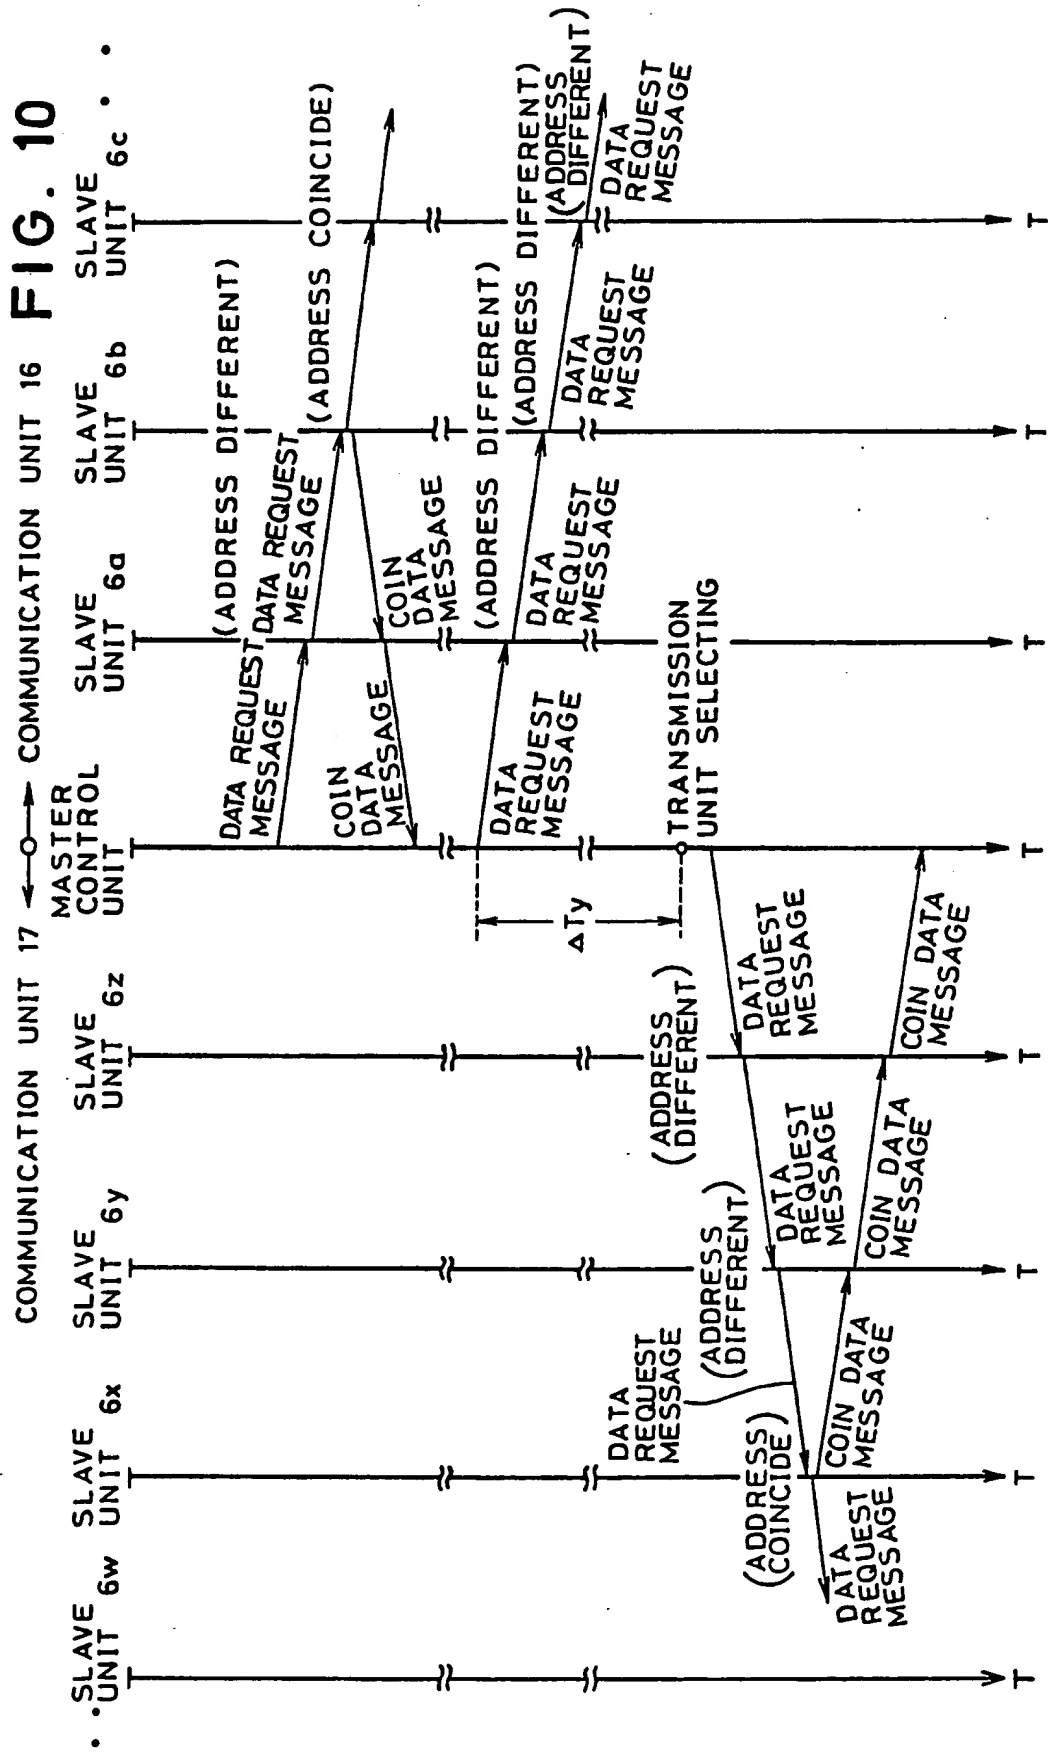 FIG. 10
COMMUNICATION UNIT 17
COMMUNICATION UNIT 16
SLAVE
UNIT 6w
SLAVE
UNIT 6x
SLAVE
UNIT 6y
SLAVE
UNIT 6z
MASTER
CONTROL
UNIT
SLAVE
UNIT 6a
SLAVE
UNIT 6b
SLAVE
UNIT 6c
(ADDRESS DIFFERENT)
DATA REQUEST
MESSAGE
DATA REQUEST
MESSAGE
(ADDRESS COINCIDE)
COIN
DATA
MESSAGE
COIN
DATA
MESSAGE
(ADDRESS DIFFERENT)
(ADDRESS DIFFERENT)
(ADDRESS
DIFFERENT)
DATA
REQUEST
MESSAGE
DATA
REQUEST
MESSAGE
DATA
REQUEST
MESSAGE
DATA
REQUEST
MESSAGE
ΔTy
TRANSMISSION
UNIT SELECTING
(ADDRESS
DIFFERENT)
DATA
REQUEST
MESSAGE
(ADDRESS
DIFFERENT)
DATA
REQUEST
MESSAGE
DATA
REQUEST
MESSAGE
(ADDRESS
COINCIDE)
DATA
REQUEST
MESSAGE
COIN DATA
MESSAGE
COIN DATA
MESSAGE
COIN DATA
MESSAGE
T
T
T
T
T
T
T
T